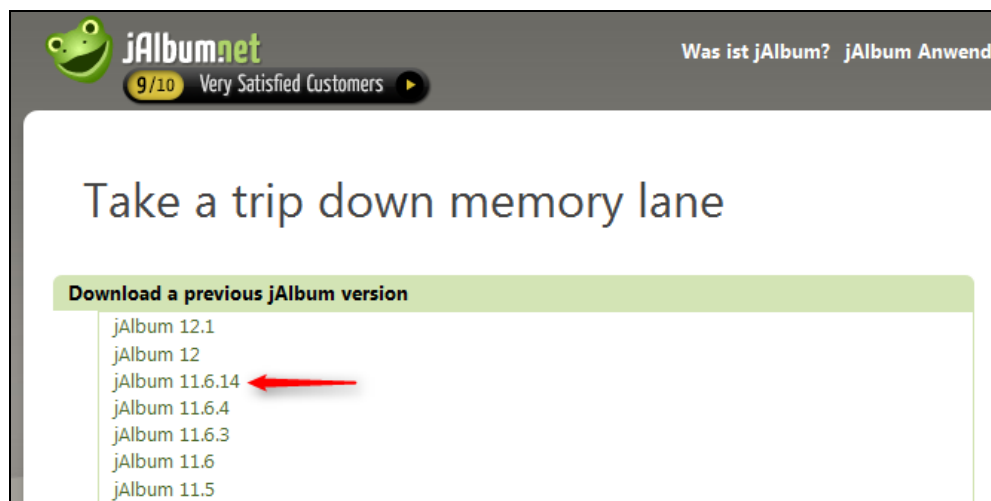 jAlbum.net
9/10 Very Satisfied Customers
Was ist jAlbum? jAlbum Anwend
Take a trip down memory lane
Download a previous jAlbum version
jAlbum 12.1
jAlbum 12
jAlbum 11.6.14
jAlbum 11.6.4
jAlbum 11.6.3
jAlbum 11.6
jAlbum 11.5